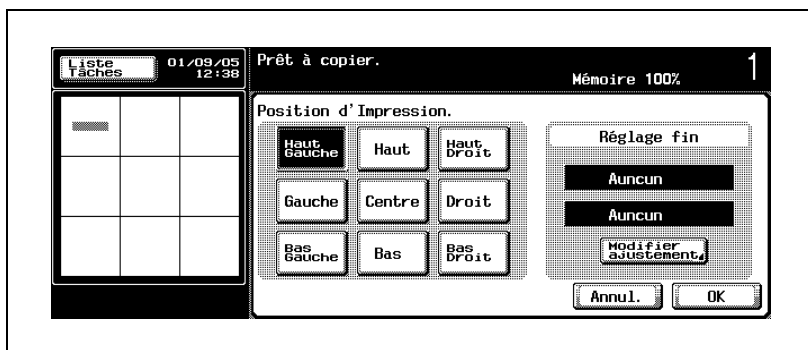 Liste
Tâches
01/09/05
12:38
Prêt à copier.
Mémoire 100%
1
Position d'Impression.
Haut
Gauche
Haut
Haut
Droit
Gauche
Centre
Droit
Bas
Gauche
Bas
Bas
Droit
Réglage fin
Auncun
Auncun
Modifier
ajustement
Annul.
OK